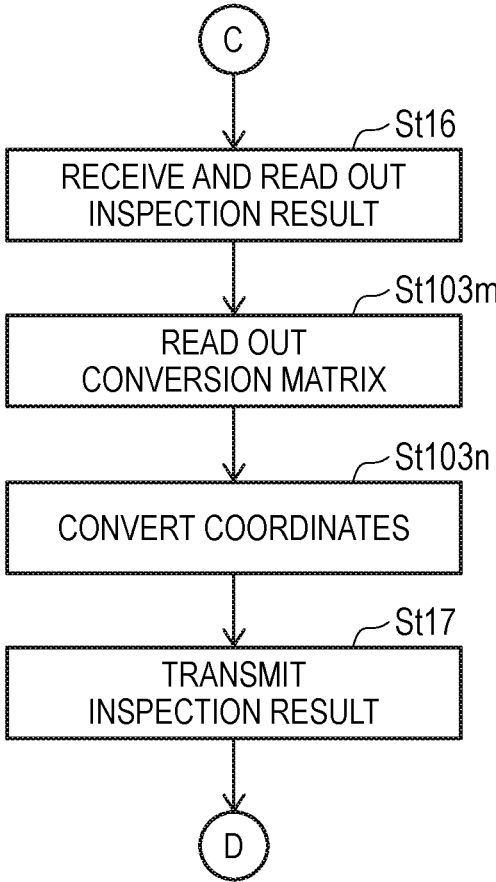 C
St16
RECEIVE AND READ OUT
INSPECTION RESULT
St103m
READ OUT
CONVERSION MATRIX
St103n
CONVERT COORDINATES
St17
TRANSMIT
INSPECTION RESULT
D